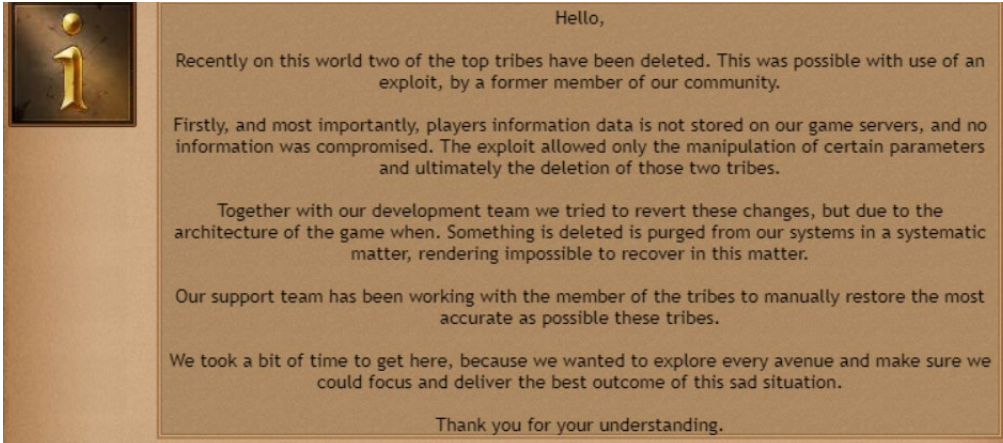 Hello,
Recently on this world two of the top tribes have been deleted. This was possible with use of an
exploit, by a former member of our community.
Firstly, and most importantly, players information data is not stored on our game servers, and no
information was compromised. The exploit allowed only the manipulation of certain parameters
and ultimately the deletion of those two tribes.
Together with our development team we tried to revert these changes, but due to the
architecture of the game when. Something is deleted is purged from our systems in a systematic
matter, rendering impossible to recover in this matter.
Our support team has been working with the member of the tribes to manually restore the most
accurate as possible these tribes.
We took a bit of time to get here, because we wanted to explore every avenue and make sure we
could focus and deliver the best outcome of this sad situation.
Thank you for your understanding.